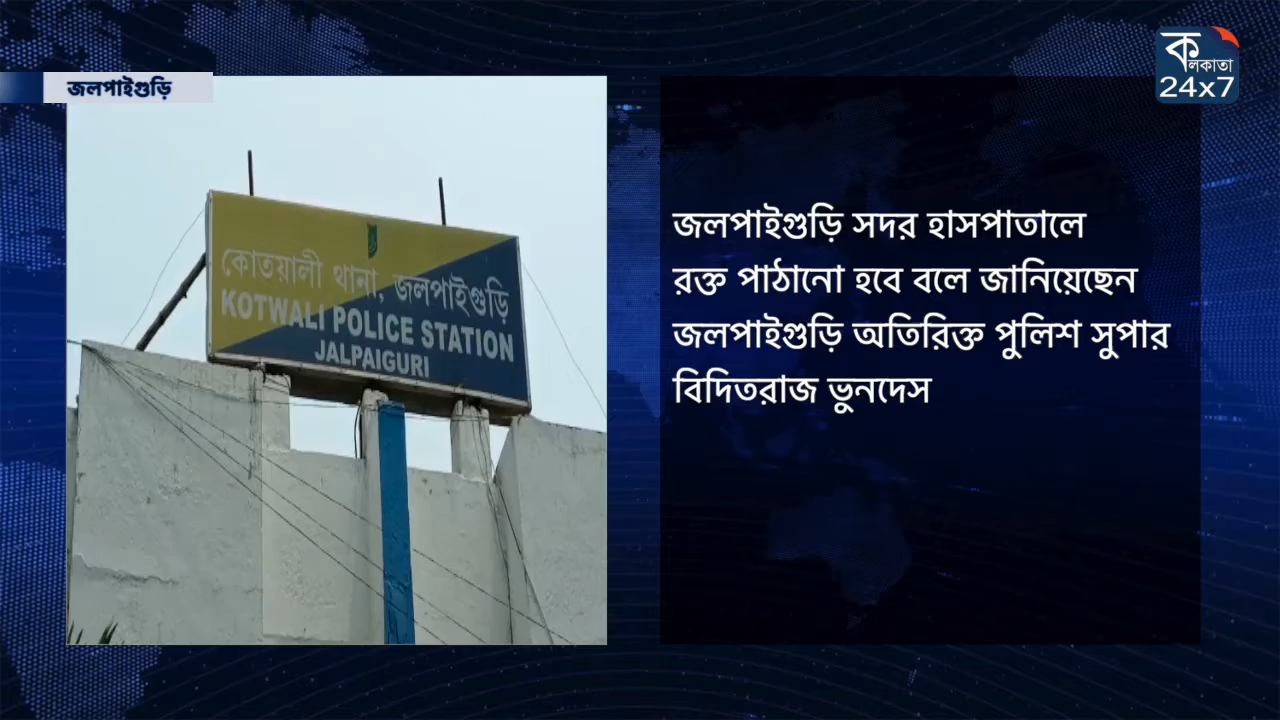 জলপাইগুড়ি
ক
লকাতা
24x7
কোতয়ালী থানা, জলপাইগুড়ি
KOTWALI POLICE STATION
JALPAIGURI
জলপাইগুড়ি সদর হাসপাতালে
রক্ত পাঠানো হবে বলে জানিয়েছেন
জলপাইগুড়ি অতিরিক্ত পুলিশ সুপার
বিদিতরাজ ভুনদেস